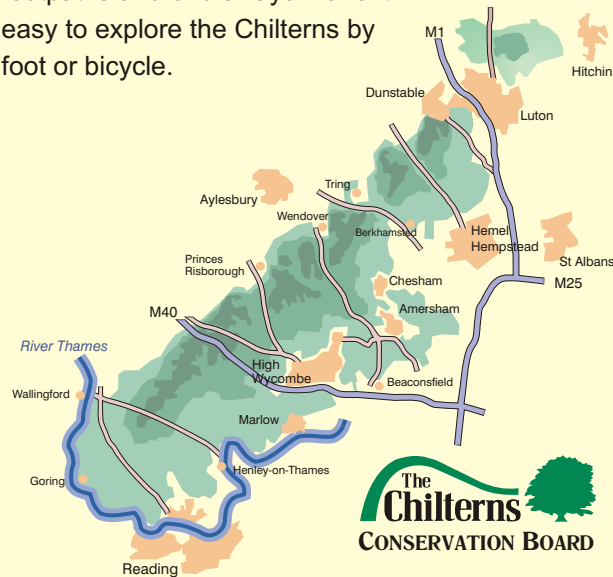 easy to explore the Chilterns by
foot or bicycle.
M1
Hitchin
Dunstable
Luton
Aylesbury
Tring
Wendover
Berkhamsted
Hemel
Hempstead
St Albans
Princes
Risborough
Chesham
M25
Amersham
M40
River Thames
High
Wycombe
Beaconsfield
Wallingford
Marlow
Goring
Henley-on-Thames
Reading
The
Chilterns
CONSERVATION BOARD